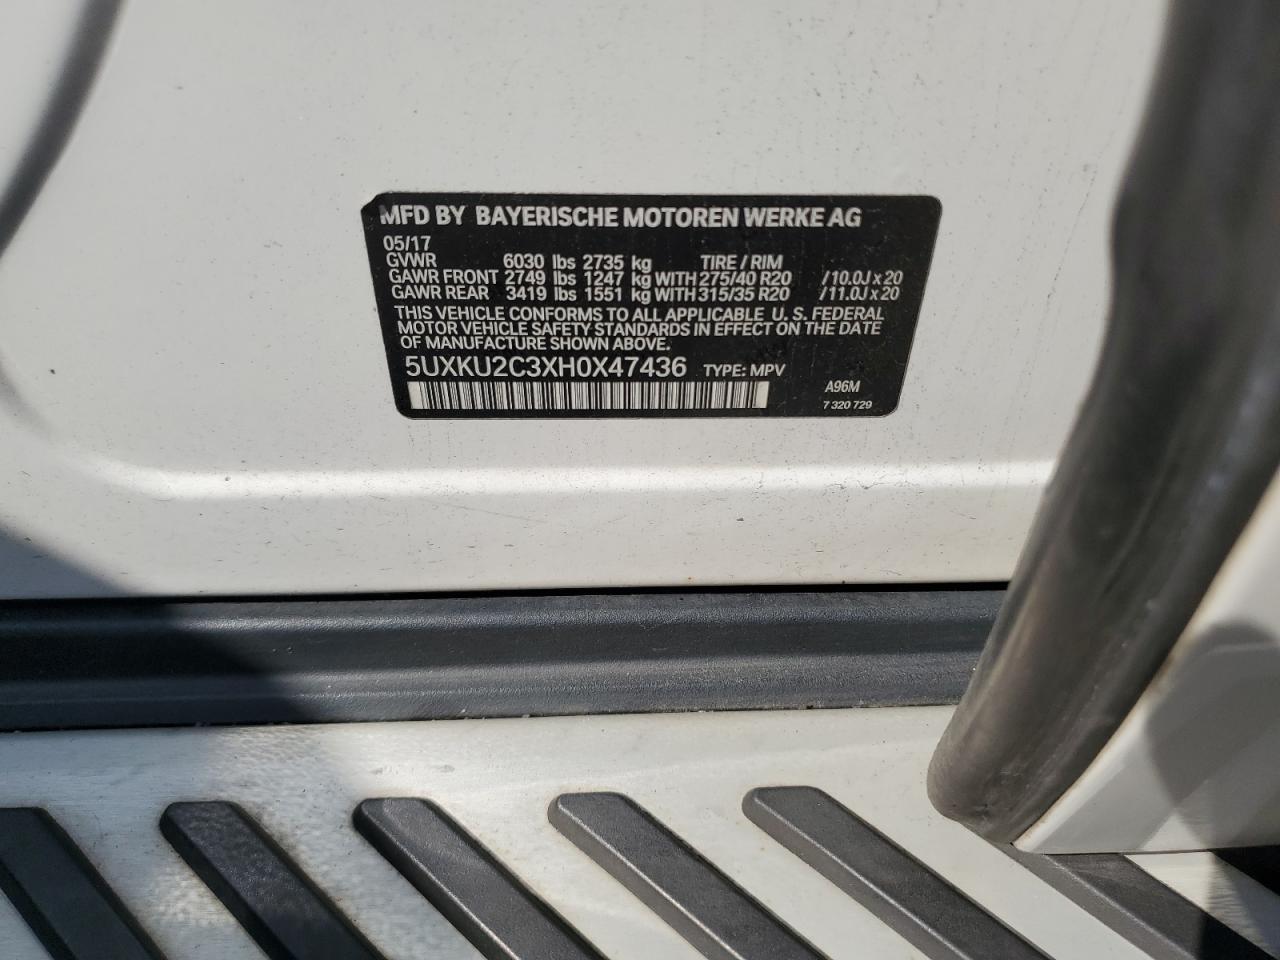 MFD BY BAYERISCHE MOTOREN WERKE AG
05/17
GVWR 6030 lbs 2735 kg TIRE / RIM
GAWR FRONT 2749 lbs 1247 kg WITH 275/40 R20 /10.0J x 20
GAWR REAR 3419 lbs 1551 kg WITH 315/35 R20 /11.0J x 20
THIS VEHICLE CONFORMS TO ALL APPLICABLE U.S. FEDERAL
MOTOR VEHICLE SAFETY STANDARDS IN EFFECT ON THE DATE
OF MANUFACTURE SHOWN ABOVE.
5UXKU2C3XH0X47436 TYPE: MPV
A96M
7 320 729